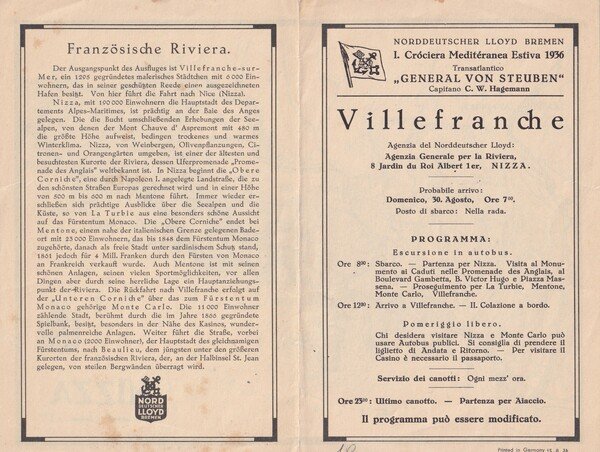 Französische Riviera.
Der Ausgangspunkt des Ausfluges ist Villefranche-sur-
Mer, ein 1295 gegründetes malerisches Städtchen mit 6000 Ein-
wohnern, das in seiner geschützten Reede einen ausgezeichneten
Hafen besitzt. Von hier führt die Fahrt nach Nice (Nizza).
Nizza, mit 190000 Einwohnern die Hauptstadt des Depar-
tements Alpes-Maritimes, ist prächtig an der Baie des Anges
gelegen. Die die Bucht umschließenden Erhebungen der See-
alpen, von denen der Mont Chauve d' Aspremont mit 480 m
die größte Höhe aufweist, bedingen trockenes und warmes
Winterklima. Nizza, von Weinbergen, Olivenpflanzungen, Ci-
tronen- und Orangengärten umgeben, ist einer der ältesten und
besuchtesten Kurorte der Riviera, dessen Uferpromenade „Prome-
nade des Anglais" weltbekannt ist. In Nizza beginnt die „Obere
Corniche", eine durch Napoleon I. angelegte Landstraße, die zu
den schönsten Straßen Europas gerechnet wird und in einer Höhe
von 500 m bis 600 m nach Mentone führt. Immer wieder er-
schließen sich prächtige Ausblicke über die Seealpen und die
Küste, so von La Turbie aus eine besonders schöne Aussicht
auf das Fürstentum Monaco. Die „Obere Corniche" endet bei
Mentone, einem nahe der italienischen Grenze gelegenen Bade-
ort mit 23000 Einwohnern, das bis 1848 dem Fürstentum Monaco
zugehörte, danach als freie Stadt unter sardinischem Schutz stand,
1861 jedoch für 4 Mill. Franken durch den Fürsten von Monaco
an Frankreich verkauft wurde. Auch Mentone ist mit seinen
schönen Anlagen, seinen vielen Sportmöglichkeiten, vor allen
Dingen aber durch seine herrliche Lage ein Hauptanziehungs-
punkt der Riviera. Die Rückfahrt nach Villefranche erfolgt auf
der „Unteren Corniche" über das zum Fürstentum
Monaco gehörige Monte Carlo. Die 11000 Einwohner
zählende Stadt, berühmt durch die im Jahre 1866 gegründete
Spielbank, besitzt, besonders in der Nähe des Kasinos, wunder-
volle palmenreiche Anlagen. Weiter führt die Straße, vorbei
an Monaco (2000 Einwohner), der Hauptstadt des gleichnamigen
Fürstentums, nach Beaulieu, dem jüngsten unter den größeren
Kurorten der französischen Riviera, der, an der Halbinsel St. Jean
gelegen, von steilen Bergwänden überragt wird.
NORD
DEUTSCHER
LLOYD
BREMEN
NORDDEUTSCHER LLOYD BREMEN
I. Cróciera Meditéranea Estiva 1936
Transatlantico
„GENERAL VON STEUBEN"
Capitano C. W. Hagemann
Villefranche
Agenzia del Norddeutscher Lloyd:
Agenzia Generale per la Riviera,
8 Jardin du Roi Albert 1er, NIZZA.
Probabile arrivo:
Domenico, 30. Agosto, Ore 7⁰⁰.
Posto di sbarco: Nella rada.
PROGRAMMA:
Escursione in autobus.
Ore 8⁰⁰: Sbarco. — Partenza per Nizza. Visita al Monu-
mento ai Caduti nelle Promenade des Anglais, al
Boulevard Gambetta, B. Victor Hugo e Piazza Mas-
sena. — Proseguimento per La Turbie, Mentone,
Monte Carlo, Villefranche.
Ore 12³⁰: Arrivo a Villefranche. — II. Colazione a bordo.
Pomeriggio libero.
Chi desidera visitare Nizza e Monte Carlo può
usare Autobus publici. Si consiglia di prendere il
liglietto di Andata e Ritorno. — Per visitare il
Casino è necessario il passaporto.
Servizio dei canotti: Ogni mezz' ora.
Ore 23⁰⁰: Ultimo canotto. — Partenza per Aiaccio.
Il programma può essere modificato.
Printed in Germany